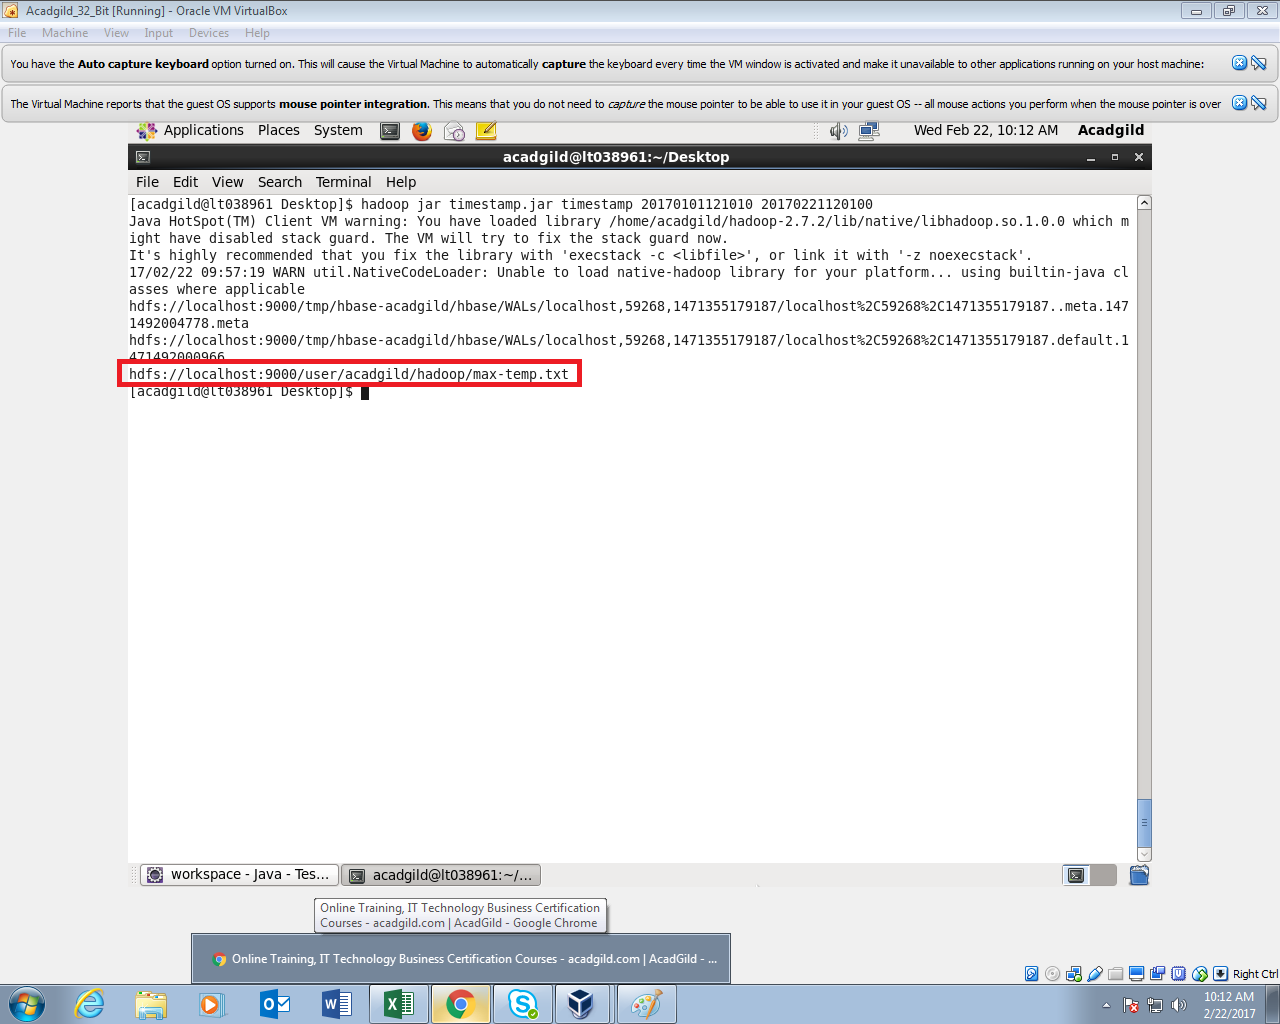 Acadgild_32_Bit [Running] - Oracle VM VirtualBox
File Machine View Input Devices Help
You have the Auto capture keyboard option turned on. This will cause the Virtual Machine to automatically capture the keyboard every time the VM window is activated and make it unavailable to other applications running on your host machine:
The Virtual Machine reports that the guest OS supports mouse pointer integration. This means that you do not need to capture the mouse pointer to be able to use it in your guest OS -- all mouse actions you perform when the mouse pointer is over
Applications Places System Wed Feb 22, 10:12 AM Acadgild
acadgild@lt038961:~/Desktop
File Edit View Search Terminal Help
[acadgild@lt038961 Desktop]$ hadoop jar timestamp.jar timestamp 20170101121010 20170221120100
Java HotSpot(TM) Client VM warning: You have loaded library /home/acadgild/hadoop-2.7.2/lib/native/libhadoop.so.1.0.0 which m
ight have disabled stack guard. The VM will try to fix the stack guard now.
It's highly recommended that you fix the library with 'execstack -c <libfile>', or link it with '-z noexecstack'.
17/02/22 09:57:19 WARN util.NativeCodeLoader: Unable to load native-hadoop library for your platform... using builtin-java cl
asses where applicable
hdfs://localhost:9000/tmp/hbase-acadgild/hbase/WALs/localhost,59268,1471355179187/localhost%2C59268%2C1471355179187..meta.147
1492004778.meta
hdfs://localhost:9000/tmp/hbase-acadgild/hbase/WALs/localhost,59268,1471355179187/localhost%2C59268%2C1471355179187.default.1
471492000966
hdfs://localhost:9000/user/acadgild/hadoop/max-temp.txt
[acadgild@lt038961 Desktop]$
workspace - Java - Tes... acadgild@lt038961:~/...
Online Training, IT Technology Business Certification
Courses - acadgild.com | AcadGild - Google Chrome
Online Training, IT Technology Business Certification Courses - acadgild.com | AcadGild - ...
Right Ctrl
10:12 AM
2/22/2017